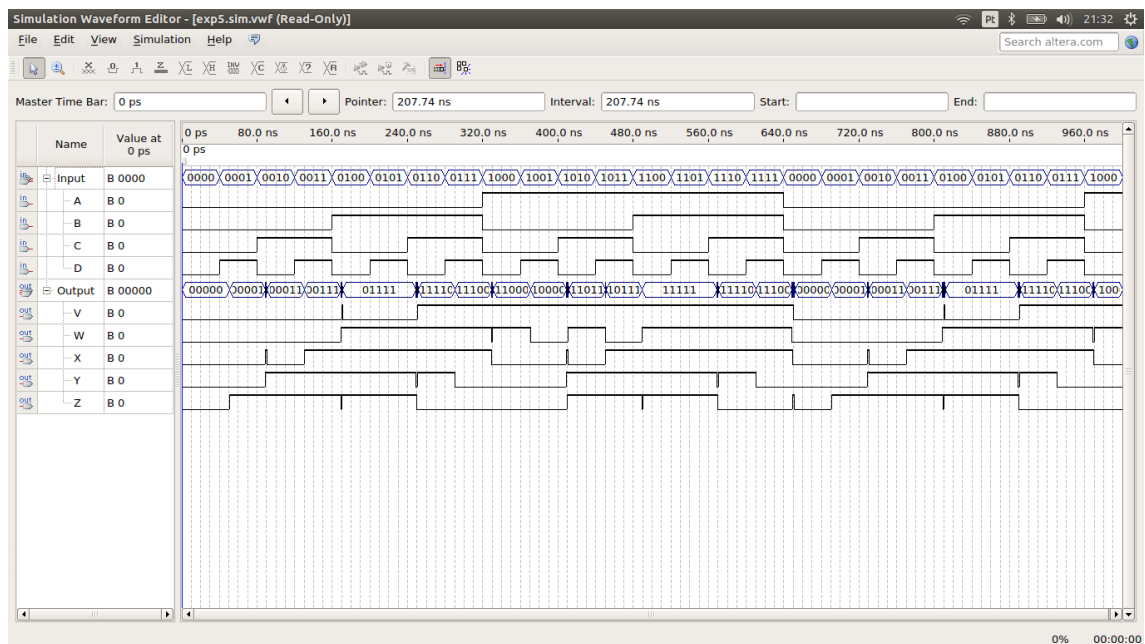 Simulation Waveform Editor - [exp5.sim.vwf (Read-Only)]
Pt 21:32
File Edit View Simulation Help
Search altera.com
Master Time Bar: 0 ps Pointer: 207.74 ns Interval: 207.74 ns Start: End:
Name Value at 0 ps
0 ps 80.0 ns 160.0 ns 240.0 ns 320.0 ns 400.0 ns 480.0 ns 560.0 ns 640.0 ns 720.0 ns 800.0 ns 880.0 ns 960.0 ns
0 ps
Input B 0000 0000 0001 0010 0011 0100 0101 0110 0111 1000 1001 1010 1011 1100 1101 1110 1111 0000 0001 0010 0011 0100 0101 0110 0111 1000
A B 0
B B 0
C B 0
D B 0
Output B 00000 00000 00001 00011 00111 01111 11110 11100 11000 10000 11011 10111 11111 11110 11100 00000 00001 00011 00111 01111 11110 11100 100
V B 0
W B 0
X B 0
Y B 0
Z B 0
0% 00:00:00